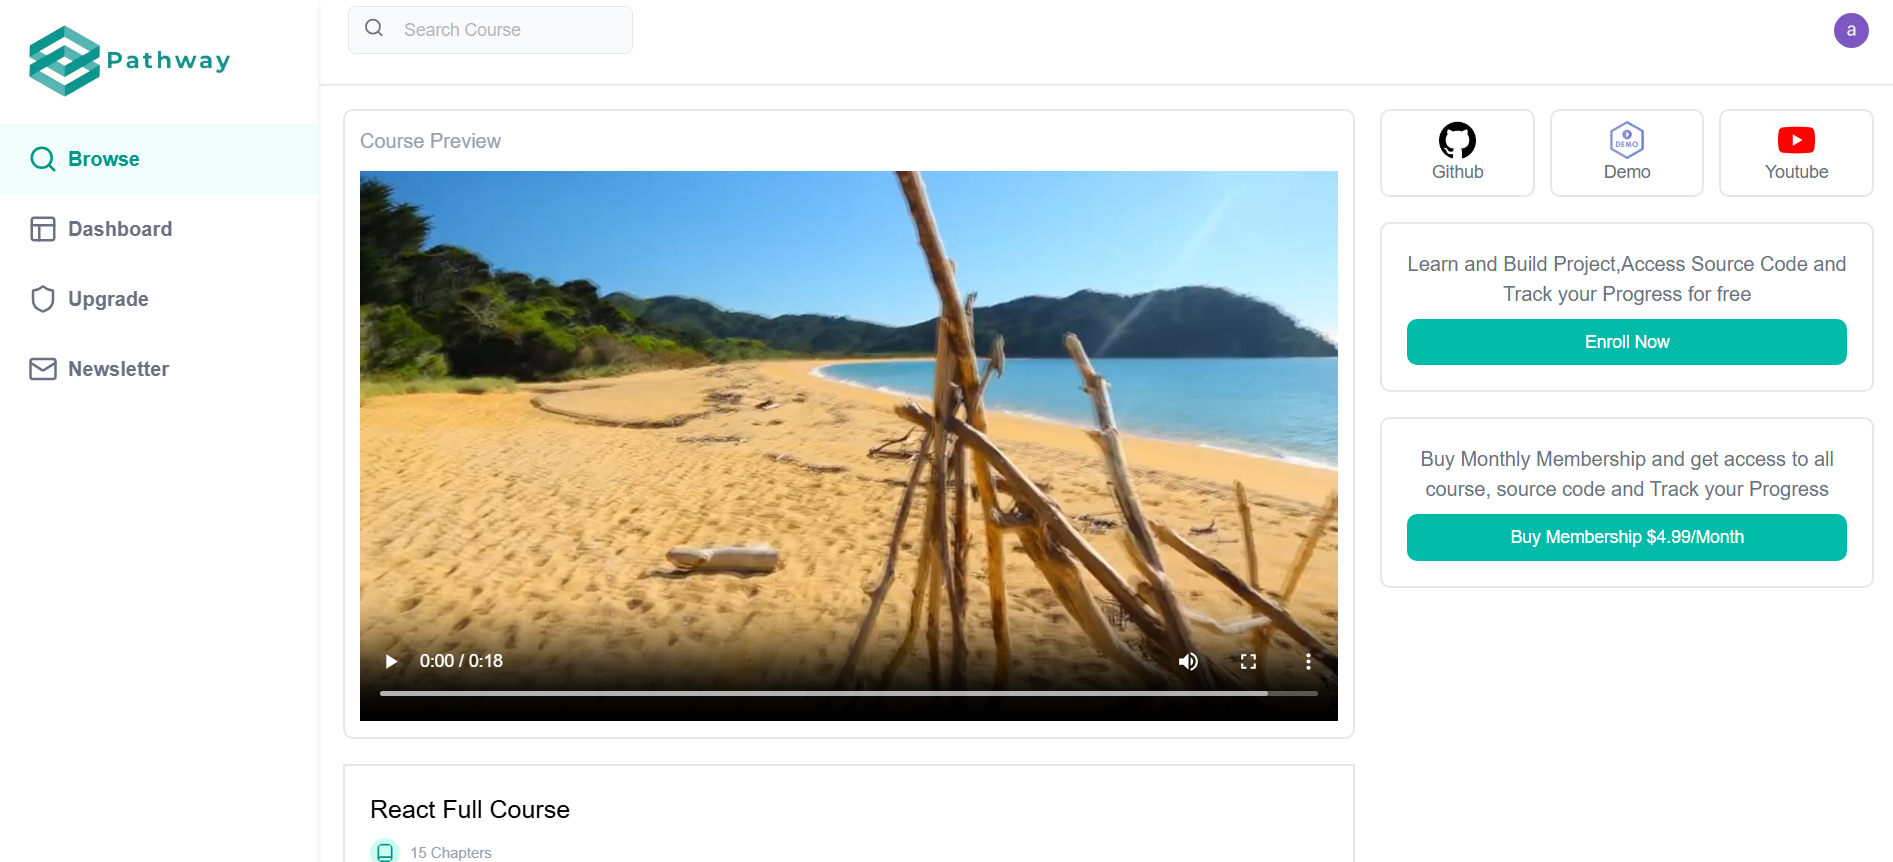 Pathway
Search Course
a
Browse
Dashboard
Upgrade
Newsletter
Course Preview
0:00 / 0:18
React Full Course
15 Chapters
Github
DEMO
Demo
Youtube
Learn and Build Project,Access Source Code and
Track your Progress for free
Enroll Now
Buy Monthly Membership and get access to all
course, source code and Track your Progress
Buy Membership $4.99/Month